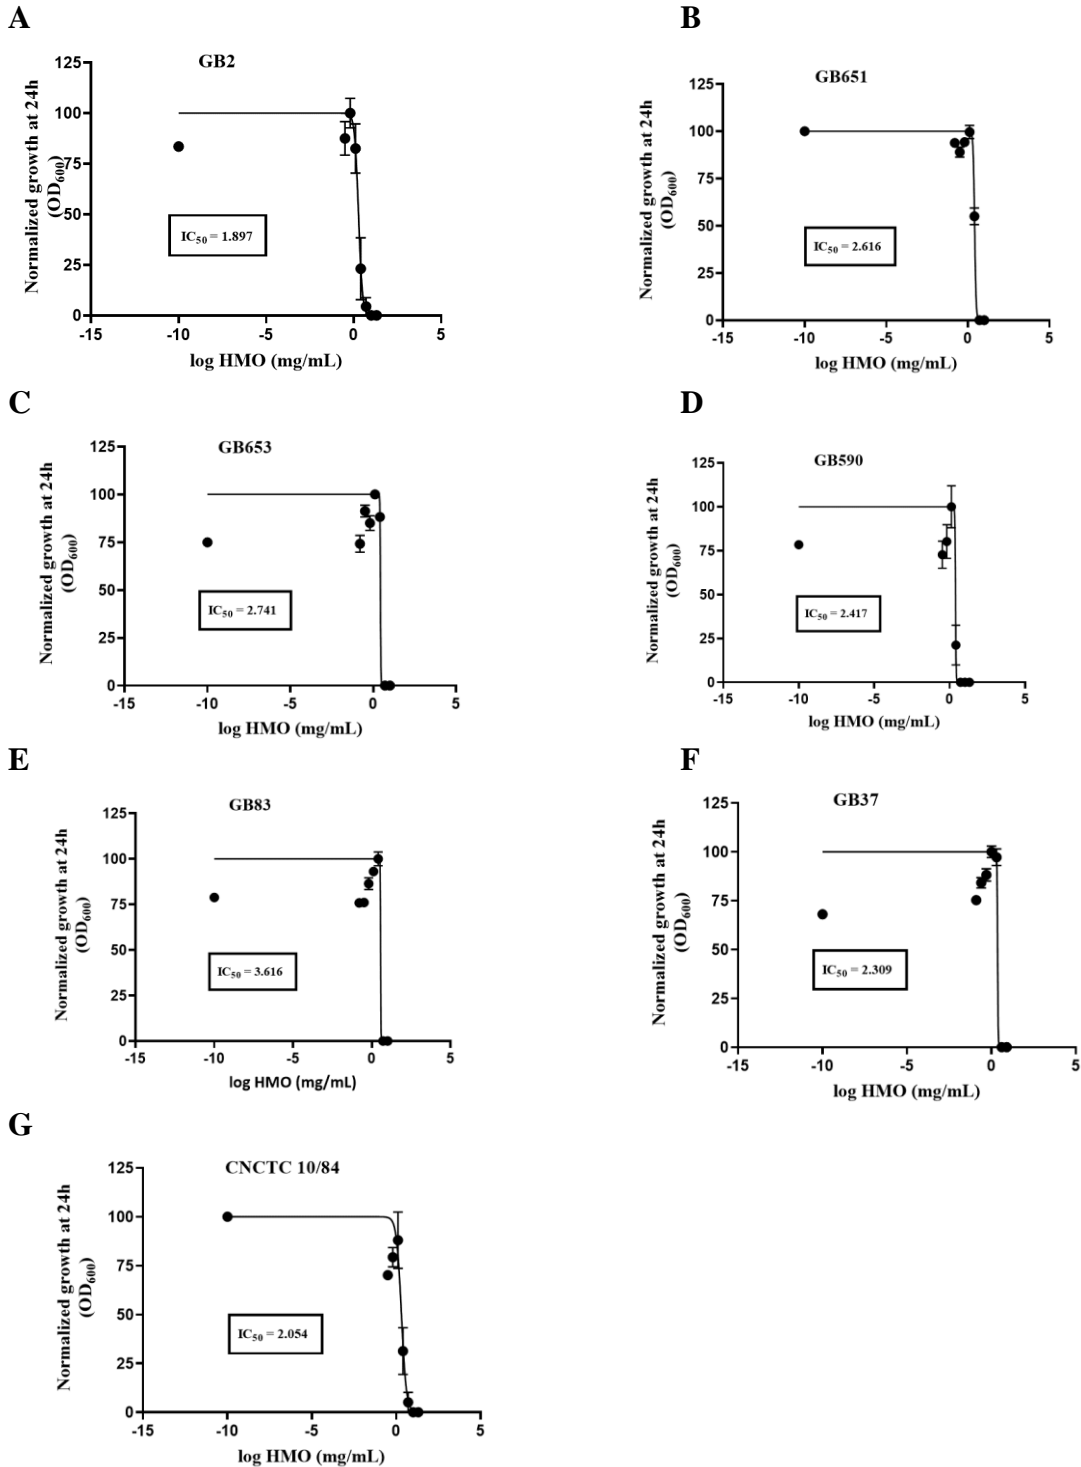 A
GB2
Normalized growth at 24h
(OD600)
125
100
75
50
25
0
IC50 = 1.897
-15 -10 -5 0 5
log HMO (mg/mL)
B
GB651
Normalized growth at 24h
(OD600)
125
100
75
50
25
0
IC50 = 2.616
-15 -10 -5 0 5
log HMO (mg/mL)
C
GB653
Normalized growth at 24h
(OD600)
125
100
75
50
25
0
IC50 = 2.741
-15 -10 -5 0 5
log HMO (mg/mL)
D
GB590
Normalized growth at 24h
(OD600)
125
100
75
50
25
0
IC50 = 2.417
-15 -10 -5 0 5
log HMO (mg/mL)
E
GB83
Normalized growth at 24h
(OD600)
125
100
75
50
25
0
IC50 = 3.616
-15 -10 -5 0 5
log HMO (mg/mL)
F
GB37
Normalized growth at 24h
(OD600)
125
100
75
50
25
0
IC50 = 2.309
-15 -10 -5 0 5
log HMO (mg/mL)
G
CNCTC 10/84
Normalized growth at 24h
(OD600)
125
100
75
50
25
0
IC50 = 2.054
-15 -10 -5 0 5
log HMO (mg/mL)